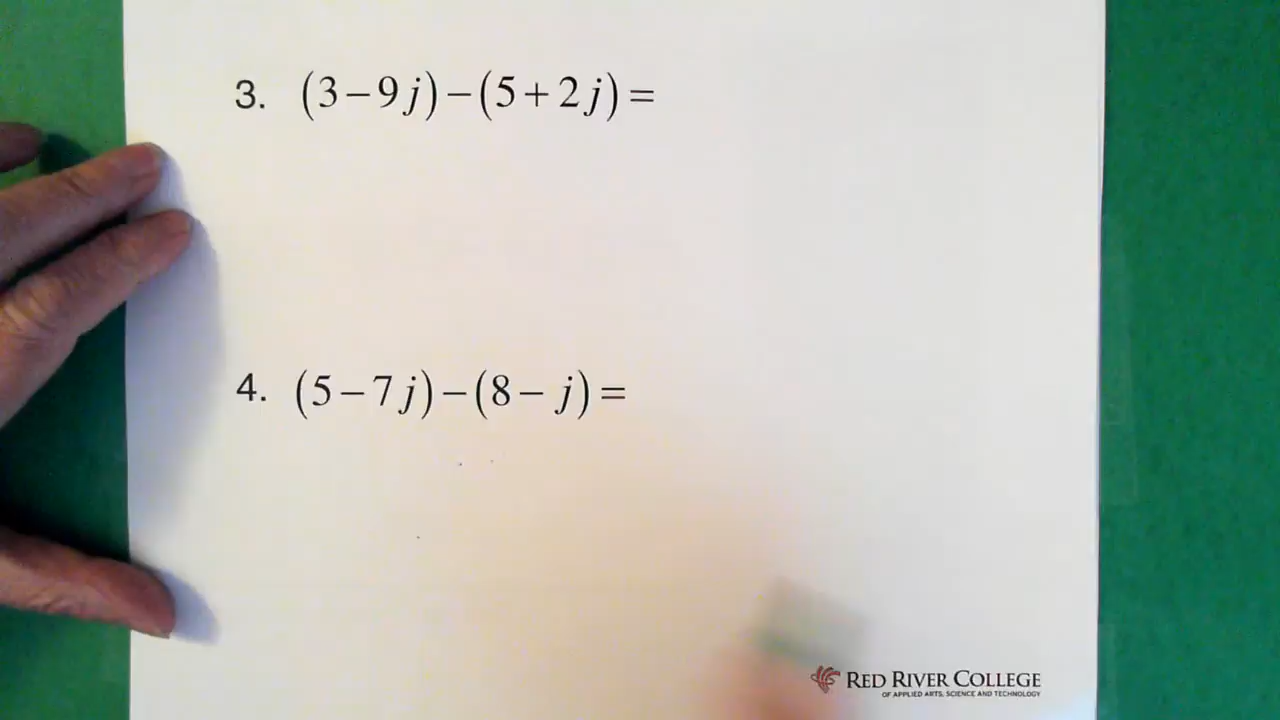 3. (3−9j)−(5+2j)=
4. (5−7j)−(8−j)=
RED RIVER COLLEGE
OF APPLIED ARTS, SCIENCE AND TECHNOLOGY